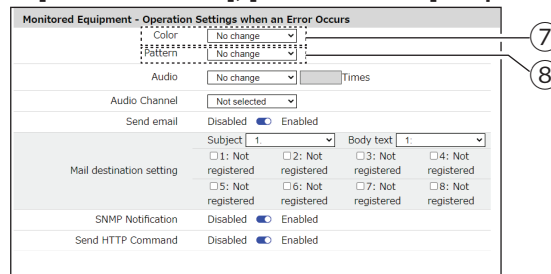 Monitored Equipment - Operation Settings when an Error Occurs
Color No change
7
Pattern No change
8
Audio No change Times
Audio Channel Not selected
Send email Disabled Enabled
Subject 1. Body text 1:
Mail destination setting
1: Not registered 2: Not registered 3: Not registered 4: Not registered
5: Not registered 6: Not registered 7: Not registered 8: Not registered
SNMP Notification Disabled Enabled
Send HTTP Command Disabled Enabled